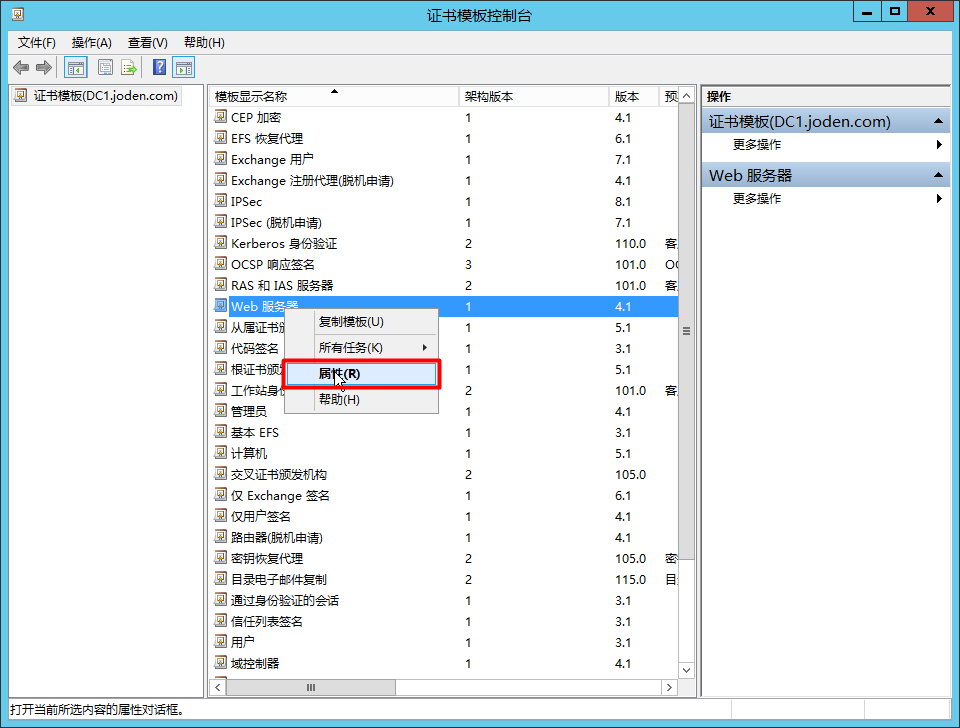 证书模板控制台
文件(F) 操作(A) 查看(V) 帮助(H)
证书模板(DC1.joden.com)
模板显示名称 架构版本 版本 预
CEP 加密 1 4.1
EFS 恢复代理 1 6.1
Exchange 用户 1 7.1
Exchange 注册代理(脱机申请) 1 4.1
IPSec 1 8.1
IPSec (脱机申请) 1 7.1
Kerberos 身份验证 2 110.0 客
OCSP 响应签名 3 101.0 OC
RAS 和 IAS 服务器 2 101.0 客
Web 服务器 1 4.1
从属证书颁 1 5.1
代码签名 1 3.1
根证书颁发 1 5.1
工作站身份 2 101.0 客
管理员 1 4.1
基本 EFS 1 3.1
计算机 1 5.1
交叉证书颁发机构 2 105.0
仅 Exchange 签名 1 6.1
仅用户签名 1 4.1
路由器(脱机申请) 1 4.1
密钥恢复代理 2 105.0 密
目录电子邮件复制 2 115.0 目
通过身份验证的会话 1 3.1
信任列表签名 1 3.1
用户 1 3.1
域控制器 1 4.1
复制模板(U)
所有任务(K)
属性(R)
帮助(H)
操作
证书模板(DC1.joden.com)
更多操作
Web 服务器
更多操作
打开当前所选内容的属性对话框。